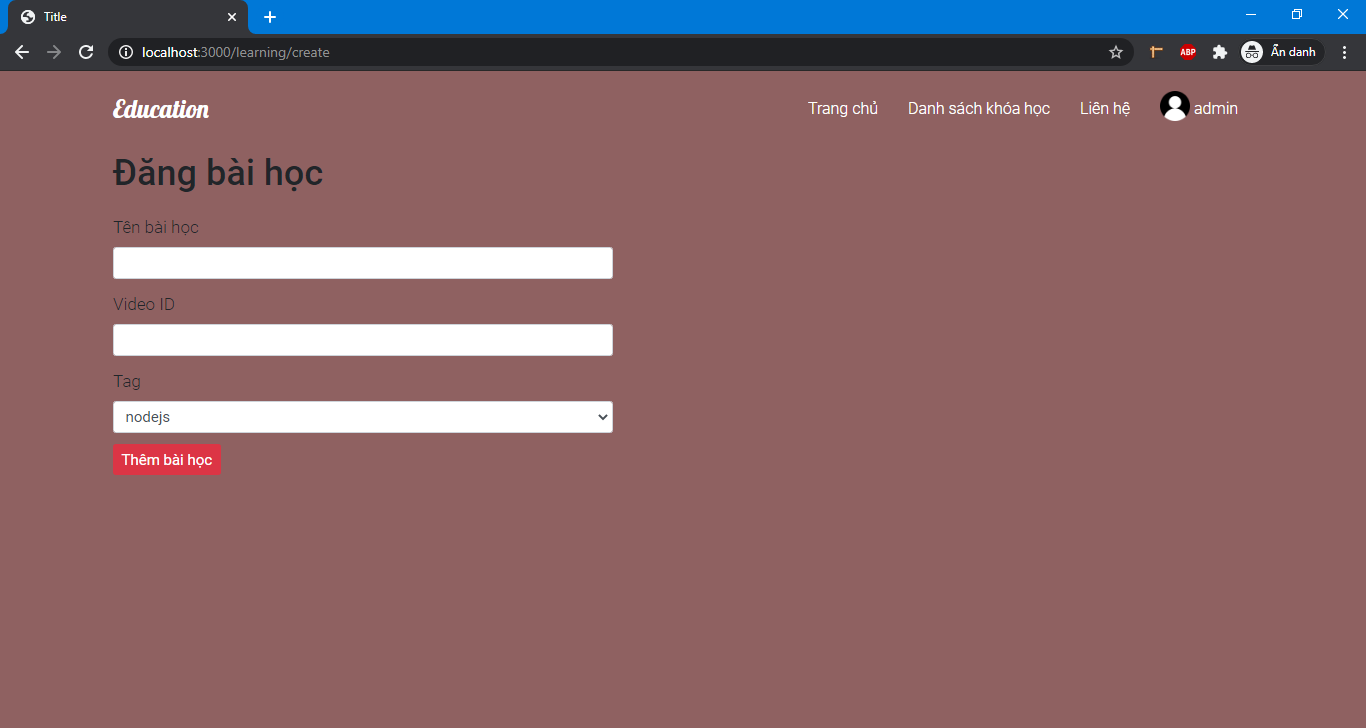 Title
localhost:3000/learning/create
ABP
Ẩn danh
Education
Trang chủ
Danh sách khóa học
Liên hệ
admin
Đăng bài học
Tên bài học
Video ID
Tag
nodejs
Thêm bài học